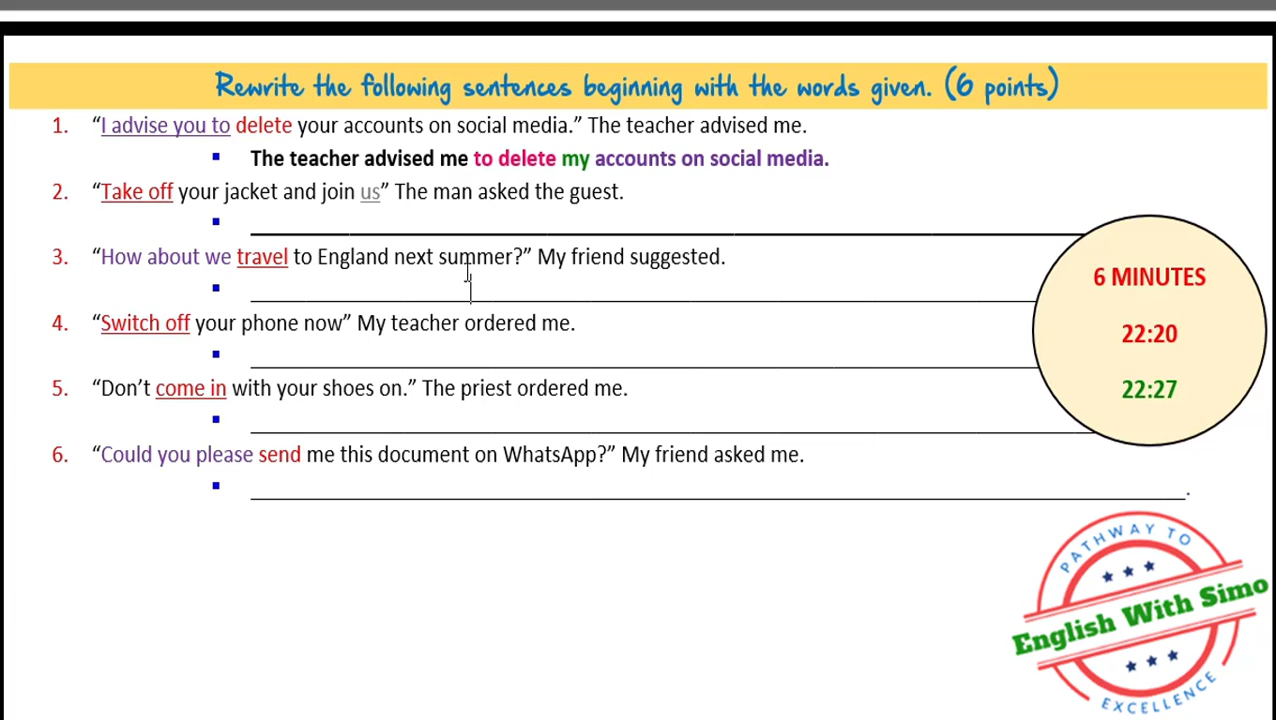 Rewrite the following sentences beginning with the words given. (6 points)
1. “I advise you to delete your accounts on social media.” The teacher advised me.
▪ The teacher advised me to delete my accounts on social media.
2. “Take off your jacket and join us” The man asked the guest.
3. “How about we travel to England next summer?” My friend suggested.
4. “Switch off your phone now” My teacher ordered me.
5. “Don’t come in with your shoes on.” The priest ordered me.
6. “Could you please send me this document on WhatsApp?” My friend asked me.
6 MINUTES
22:20
22:27
PATHWAY TO
English With Simo
EXCELLENCE